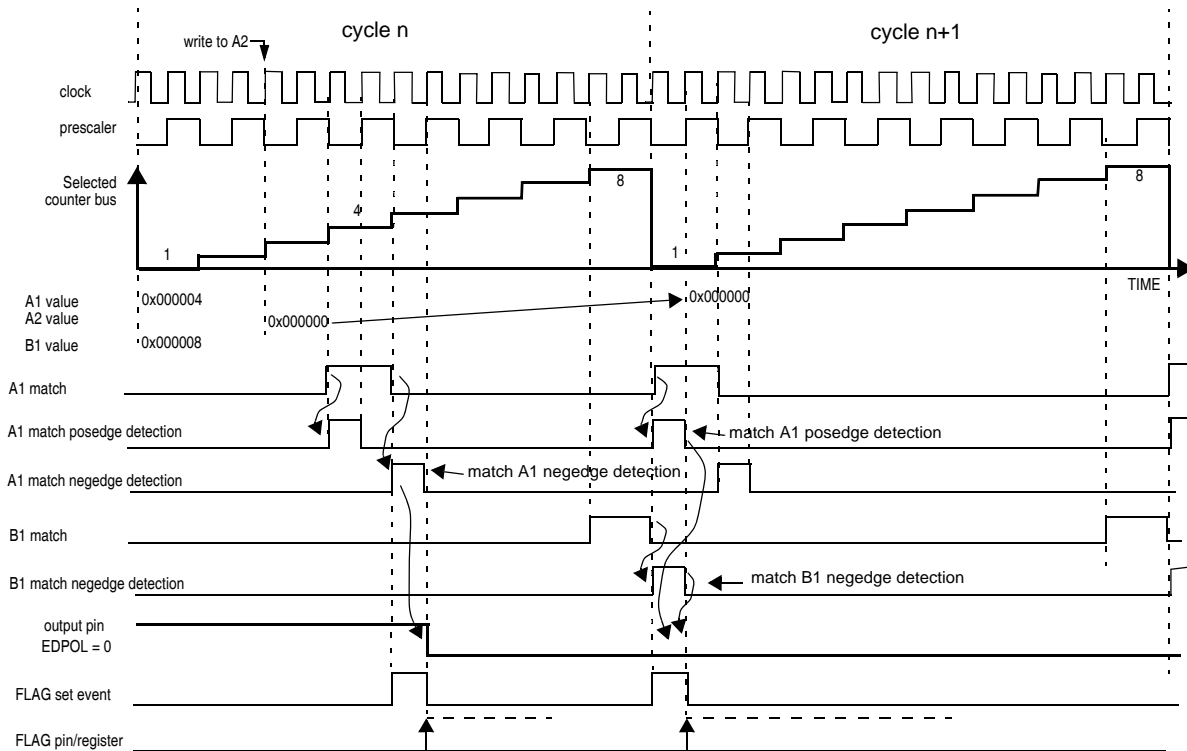 cycle n
cycle n+1
write to A2
clock
prescaler
Selected
counter bus
1
4
8
1
8
TIME
A1 value
0x000004
0x000000
A2 value
0x000000
B1 value
0x000008
A1 match
A1 match posedge detection
match A1 posedge detection
A1 match negedge detection
match A1 negedge detection
B1 match
B1 match negedge detection
match B1 negedge detection
output pin
EDPOL = 0
FLAG set event
FLAG pin/register